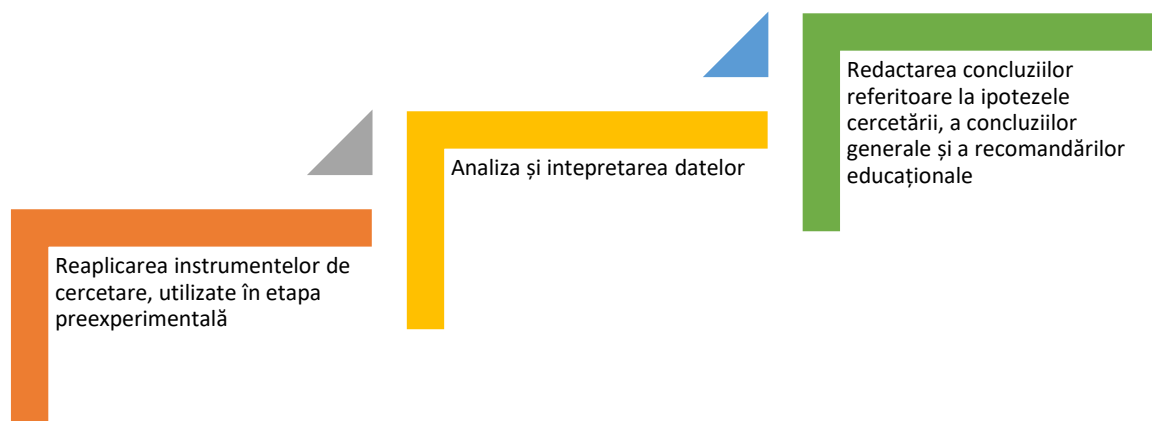 Reaplicarea instrumentelor de
cercetare, utilizate în etapa
preexperimentală
Analiza și intepretarea datelor
Redactarea concluziilor
referitoare la ipotezele
cercetării, a concluziilor
generale și a recomandărilor
educaționale